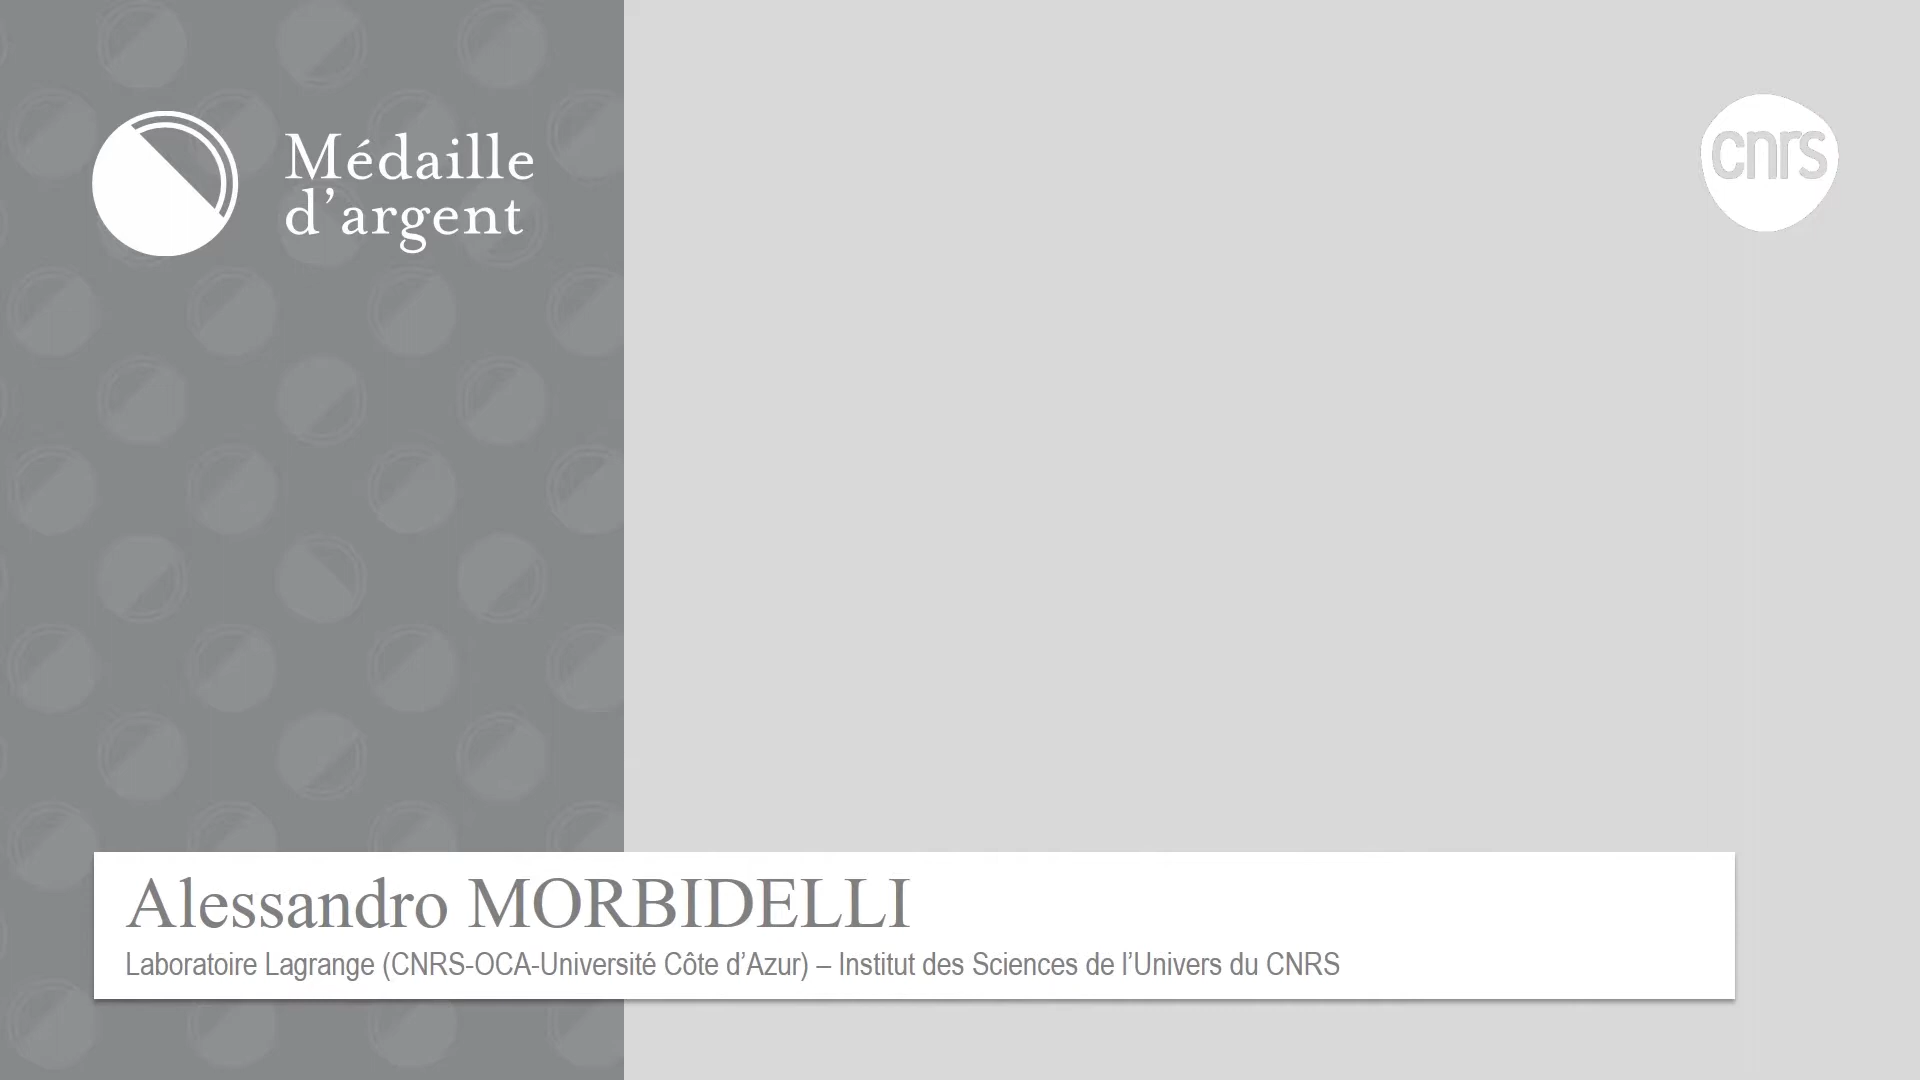 Médaille
d’argent
cnrs
Alessandro MORBIDELLI
Laboratoire Lagrange (CNRS-OCA-Université Côte d’Azur) – Institut des Sciences de l’Univers du CNRS